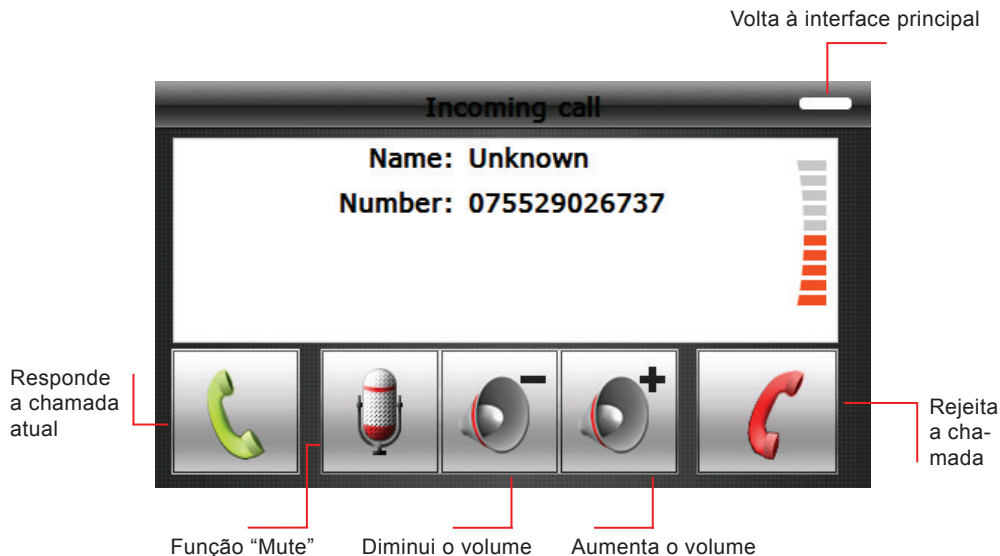 Volta à interface principal
Incoming call
Name: Unknown
Number: 075529026737
Responde
a chamada
atual
Rejeita
a cha-
mada
Função “Mute”
Diminui o volume
Aumenta o volume